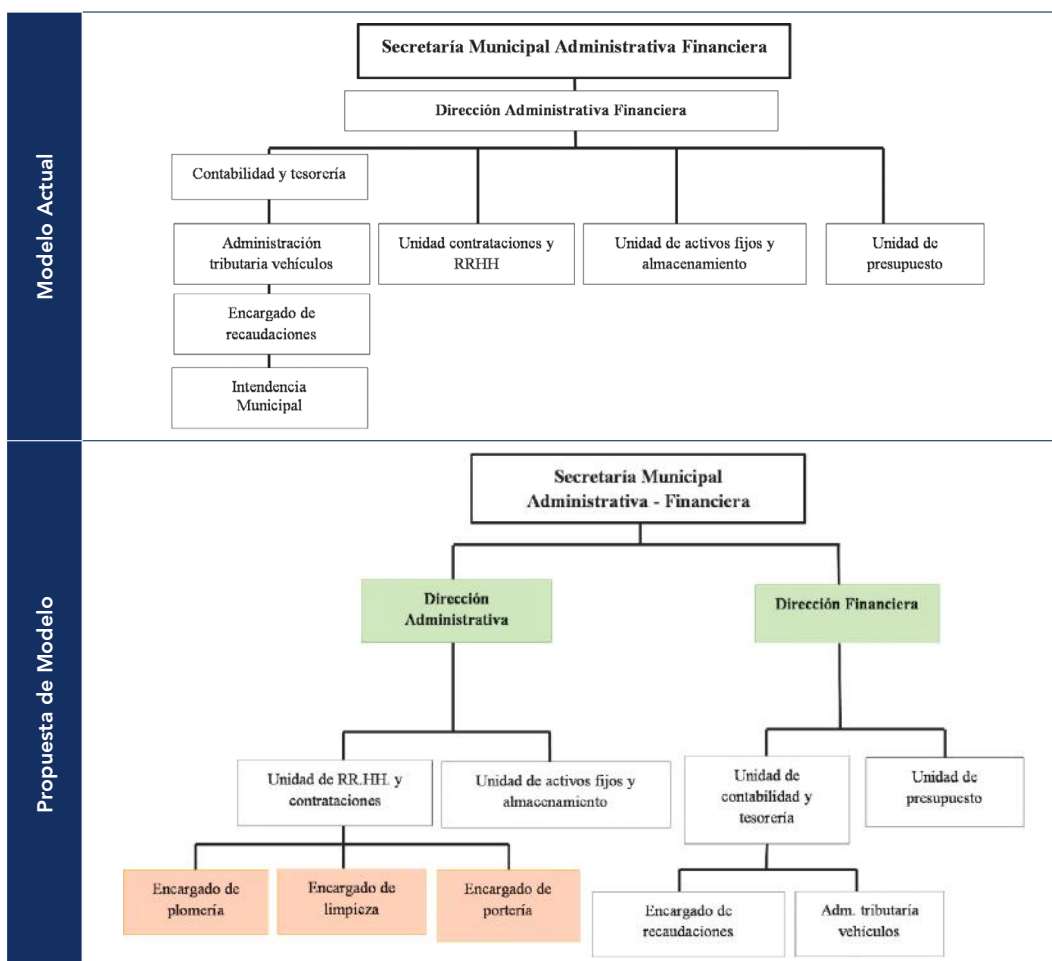 Modelo Actual
Secretaría Municipal Administrativa Financiera
Dirección Administrativa Financiera
Contabilidad y tesorería
Administración
tributaria vehículos
Unidad contrataciones y
RRHH
Unidad de activos fijos y
almacenamiento
Unidad de
presupuesto
Encargado de
recaudaciones
Intendencia
Municipal
Propuesta de Modelo
Secretaría Municipal
Administrativa - Financiera
Dirección
Administrativa
Dirección Financiera
Unidad de RR.HH. y
contrataciones
Unidad de activos fijos y
almacenamiento
Unidad de
contabilidad y
tesorería
Unidad de
presupuesto
Encargado de
plomería
Encargado de
limpieza
Encargado de
portería
Encargado de
recaudaciones
Adm. tributaría
vehículos